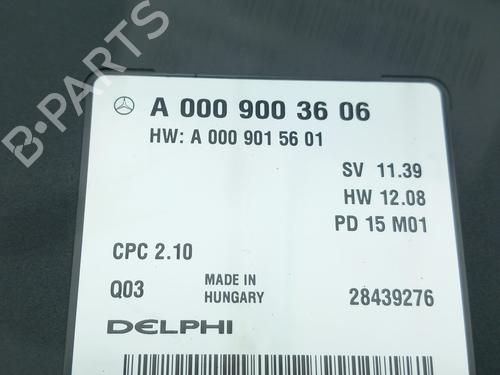 B-PARTS
A 000 900 36 06
HW: A 000 901 56 01
SV 11.39
HW 12.08
PD 15 M01
CPC 2.10
Q03
MADE IN
HUNGARY
28439276
DELPHI